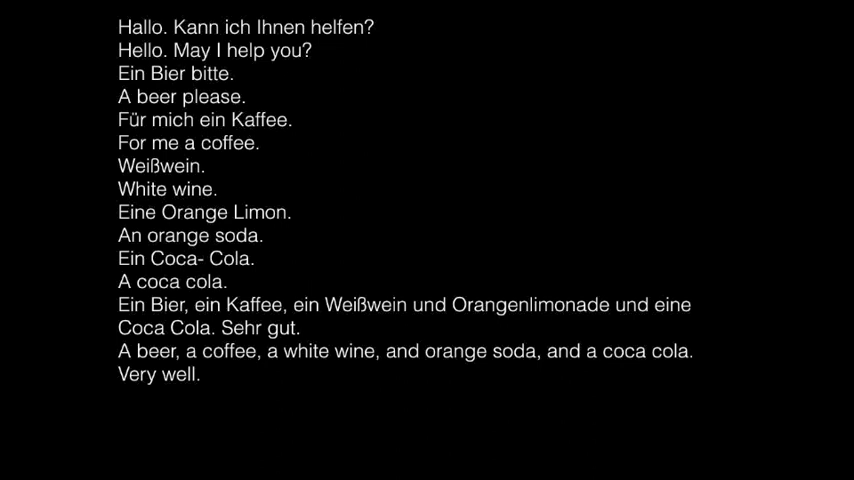 Hallo. Kann ich Ihnen helfen?
Hello. May I help you?
Ein Bier bitte.
A beer please.
Für mich ein Kaffee.
For me a coffee.
Weißwein.
White wine.
Eine Orange Limon.
An orange soda.
Ein Coca- Cola.
A coca cola.
Ein Bier, ein Kaffee, ein Weißwein und Orangenlimonade und eine
Coca Cola. Sehr gut.
A beer, a coffee, a white wine, and orange soda, and a coca cola.
Very well.